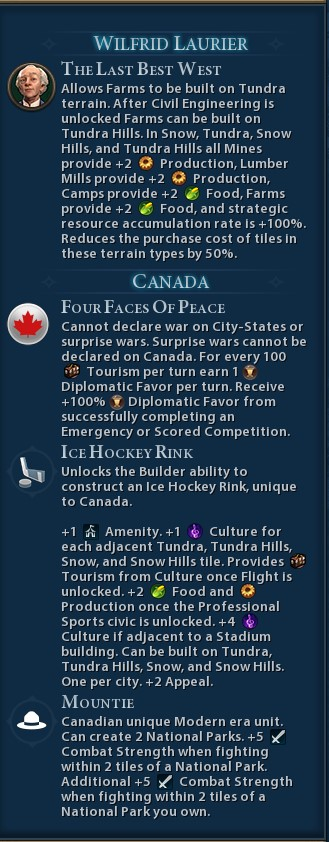 WILFRID LAURIER
THE LAST BEST WEST
Allows Farms to be built on Tundra
terrain. After Civil Engineering is
unlocked Farms can be built on
Tundra Hills. In Snow, Tundra, Snow
Hills, and Tundra Hills all Mines
provide +2 Production, Lumber
Mills provide +2 Production,
Camps provide +2 Food, Farms
provide +2 Food, and strategic
resource accumulation rate is +100%.
Reduces the purchase cost of tiles in
these terrain types by 50%.
CANADA
FOUR FACES OF PEACE
Cannot declare war on City-States or
surprise wars. Surprise wars cannot be
declared on Canada. For every 100
Tourism per turn earn 1
Diplomatic Favor per turn. Receive
+100% Diplomatic Favor from
successfully completing an
Emergency or Scored Competition.
ICE HOCKEY RINK
Unlocks the Builder ability to
construct an Ice Hockey Rink, unique
to Canada.
+1 Amenity. +1 Culture for
each adjacent Tundra, Tundra Hills,
Snow, and Snow Hills tile. Provides
Tourism from Culture once Flight is
unlocked. +2 Food and
Production once the Professional
Sports civic is unlocked. +4
Culture if adjacent to a Stadium
building. Can be built on Tundra,
Tundra Hills, Snow, and Snow Hills.
One per city. +2 Appeal.
MOUNTIE
Canadian unique Modern era unit.
Can create 2 National Parks. +5
Combat Strength when fighting
within 2 tiles of a National Park.
Additional +5 Combat Strength
when fighting within 2 tiles of a
National Park you own.